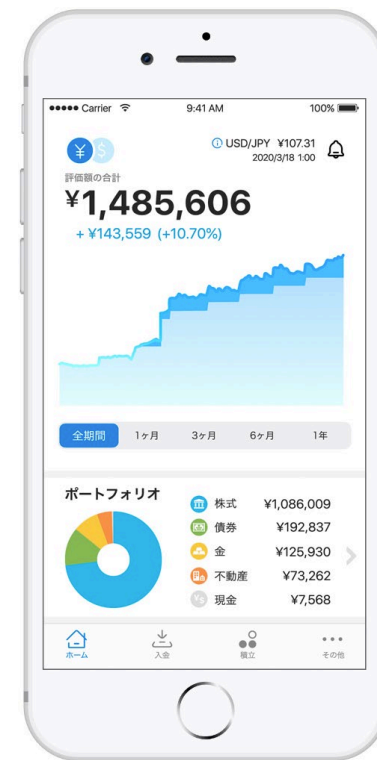 Carrier 9:41 AM 100%
USD/JPY ¥107.31
2020/3/18 1:00
¥ $
評価額の合計
¥1,485,606
+ ¥143,559 (+10.70%)
全期間 1ヶ月 3ヶ月 6ヶ月 1年
ポートフォリオ
株式 ¥1,086,009
債券 ¥192,837
金 ¥125,930
不動産 ¥73,262
現金 ¥7,568
ホーム 入金 積立 その他